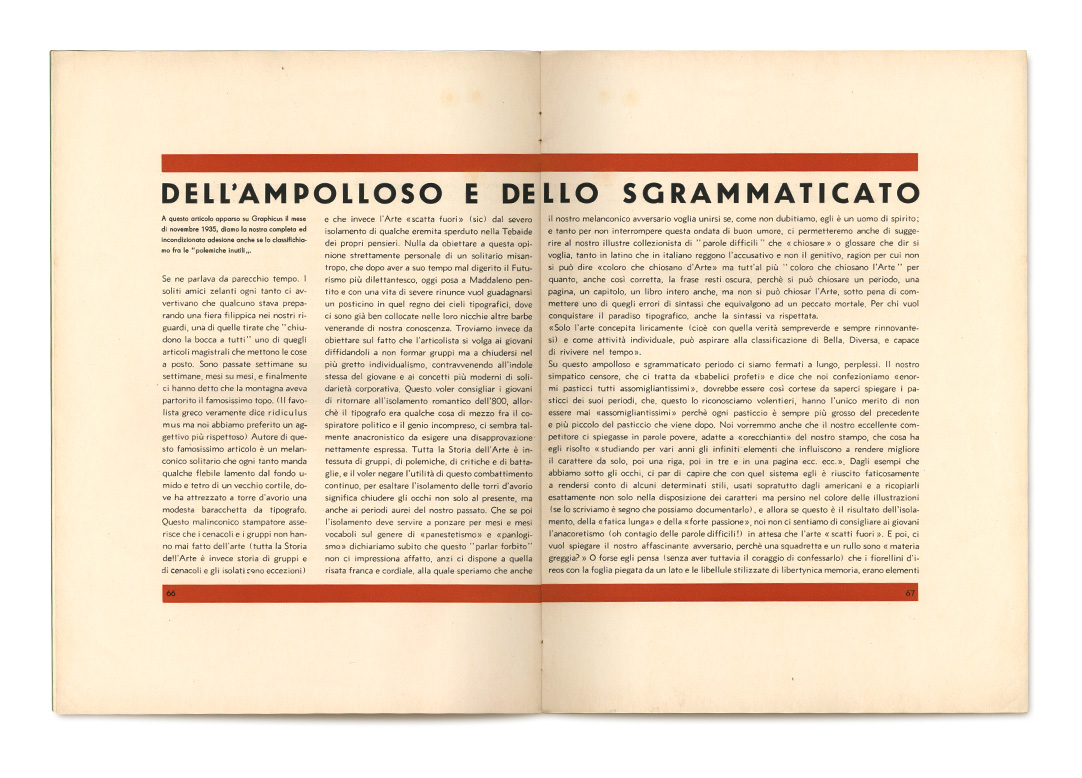 DELL'AMPOLLOSO E DELLO SGRAMMATICATO
A questo articolo apparso su Graphicus il mese
di novembre 1935, diamo la nostra completa ed
incondizionata adesione anche se lo classifichia-
mo fra le "polemiche inutili„.
Se ne parlava da parecchio tempo. I
soliti amici zelanti ogni tanto ci av-
vertivano che qualcuno stava prepa-
rando una fiera filippica nei nostri ri-
guardi, una di quelle tirate che "chiu-
dono la bocca a tutti" uno di quegli
articoli magistrali che mettono le cose
a posto. Sono passate settimane su
settimane, mesi su mesi, e finalmente
ci hanno detto che la montagna aveva
partorito il famosissimo topo. (Il favo-
lista greco veramente dice ridiculus
mus ma noi abbiamo preferito un ag-
gettivo più rispettoso) Autore di que-
sto famosissimo articolo è un melan-
conico solitario che ogni tanto manda
qualche flebile lamento dal fondo u-
mido e tetro di un vecchio cortile, do-
ve ha attrezzato a torre d'avorio una
modesta baracchetta da tipografo.
Questo malinconico stampatore asse-
risce che i cenacoli e i gruppi non han-
no mai fatto dell'arte (tutta la Storia
dell'Arte è invece storia di gruppi e
di cenacoli e gli isolati sono eccezioni)
e che invece l'Arte «scatta fuori» (sic) dal severo
isolamento di qualche eremita sperduto nella Tebaide
dei propri pensieri. Nulla da obiettare a questa opi-
nione strettamente personale di un solitario misan-
tropo, che dopo aver a suo tempo mal digerito il Futu-
rismo più dilettantesco, oggi posa a Maddaleno pen-
tito e con una vita di severe rinunce vuol guadagnarsi
un posticino in quel regno dei cieli tipografici, dove
ci sono già ben collocate nelle loro nicchie altre barbe
venerande di nostra conoscenza. Troviamo invece da
obiettare sul fatto che l'articolista si volga ai giovani
diffidandoli a non formar gruppi ma a chiudersi nel
più gretto individualismo, contravvenendo all'indole
stessa del giovane e ai concetti più moderni di soli-
darietà corporativa. Questo voler consigliar i giovani
di ritornare all'isolamento romantico dell'800, allor-
chè il tipografo era qualche cosa di mezzo fra il co-
spiratore politico e il genio incompreso, ci sembra tal-
mente anacronistico da esigere una disapprovazione
nettamente espressa. Tutta la Storia dell'Arte è in-
tessuta di gruppi, di polemiche, di critiche e di batta-
glie, e il voler negare l'utilità di questo combattimento
continuo, per esaltare l'isolamento delle torri d'avorio
significa chiudere gli occhi non solo al presente, ma
anche ai periodi aurei del nostro passato. Che se poi
l'isolamento deve servire a ponzare per mesi e mesi
vocaboli sul genere di «panestetismo» e «panlogi-
smo» dichiariamo subito che questo "parlar forbito"
non ci impressiona affatto, anzi ci dispone a quella
risata franca e cordiale, alla quale speriamo che anche
il nostro melanconico avversario voglia unirsi se, come non dubitiamo, egli è un uomo di spirito;
e tanto per non interrompere questa ondata di buon umore, ci permetteremo anche di sugge-
rire al nostro illustre collezionista di "parole difficili" che «chiosare» o glossare che dir si
voglia, tanto in latino che in italiano reggono l'accusativo e non il genitivo, ragion per cui non
si può dire «coloro che chiosano d'Arte» ma tutt'al più "coloro che chiosano l'Arte" per
quanto, anche così corretta, la frase resti oscura, perchè si può chiosare un periodo, una
pagina, un capitolo, un libro intero anche, ma non si può chiosar l'Arte, sotto pena di com-
mettere uno di quegli errori di sintassi che equivalgono ad un peccato mortale. Per chi vuol
conquistare il paradiso tipografico, anche la sintassi va rispettata.
«Solo l'arte concepita liricamente (cioè con quella verità sempreverde e sempre rinnovante-
si) e come attività individuale, può aspirare alla classificazione di Bella, Diversa, e capace
di rivivere nel tempo».
Su questo ampolloso e sgrammaticato periodo ci siamo fermati a lungo, perplessi. Il nostro
simpatico censore, che ci tratta da «babelici profeti» e dice che noi confezioniamo «enor-
mi pasticci tutti assomigliantissimi», dovrebbe essere così cortese da saperci spiegare i pa-
sticci dei suoi periodi, che, questo lo riconosciamo volentieri, hanno l'unico merito di non
essere mai «assomigliantissimi» perchè ogni pasticcio è sempre più grosso del precedente
e più piccolo del pasticcio che viene dopo. Noi vorremmo anche che il nostro eccellente com-
petitore ci spiegasse in parole povere, adatte a «orecchianti» del nostro stampo, che cosa ha
egli risolto «studiando per vari anni gli infiniti elementi che influiscono a rendere migliore
il carattere da solo, poi una riga, poi in tre e in una pagina ecc. ecc.». Dagli esempi che
abbiamo sotto gli occhi, ci par di capire che con quel sistema egli è riuscito faticosamente
a rendersi conto di alcuni determinati stili, usati sopratutto dagli americani e a ricopiarli
esattamente non solo nella disposizione dei caratteri ma persino nel colore delle illustrazioni
(se lo scriviamo è segno che possiamo documentarlo), e allora se questo è il risultato dell'isola-
mento, della «fatica lunga» e della «forte passione», noi non ci sentiamo di consigliare ai giovani
l'anacoretismo (oh contagio delle parole difficili!) in attesa che l'arte «scatti fuori». E poi, ci
vuol spiegare il nostro affascinante avversario, perchè una squadretta e un rullo sono «materia
greggia?» O forse egli pensa (senza aver tuttavia il coraggio di confessarlo) che i fiorellini d'i-
reos con la foglia piegata da un lato e le libellule stilizzate di libertynica memoria, erano elementi
66
67